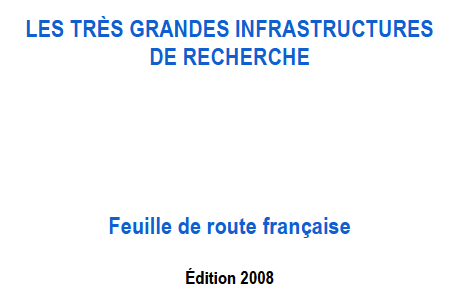 LES TRÈS GRANDES INFRASTRUCTURES
DE RECHERCHE
Feuille de route française
Édition 2008